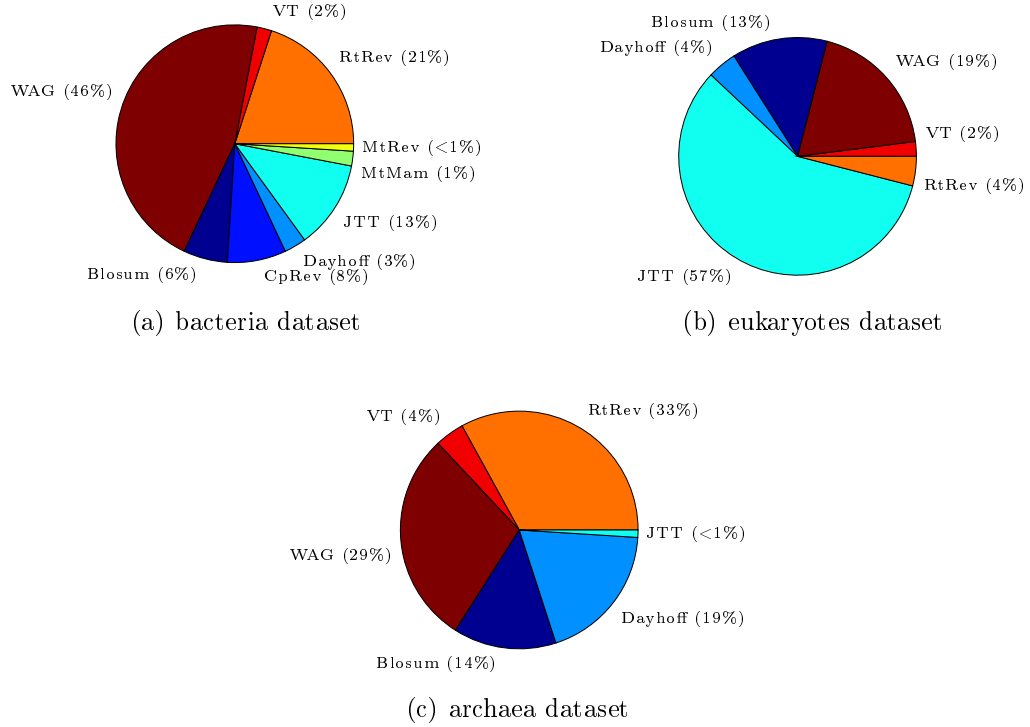 VT (2%)
RtRev (21%)
WAG (46%)
MtRev (<1%)
MtMam (1%)
JTT (13%)
Dayhoff (3%)
CpRev (8%)
Blosum (6%)
(a) bacteria dataset
Blosum (13%)
Dayhoff (4%)
WAG (19%)
VT (2%)
RtRev (4%)
JTT (57%)
(b) eukaryotes dataset
RtRev (33%)
VT (4%)
JTT (<1%)
WAG (29%)
Dayhoff (19%)
Blosum (14%)
(c) archaea dataset